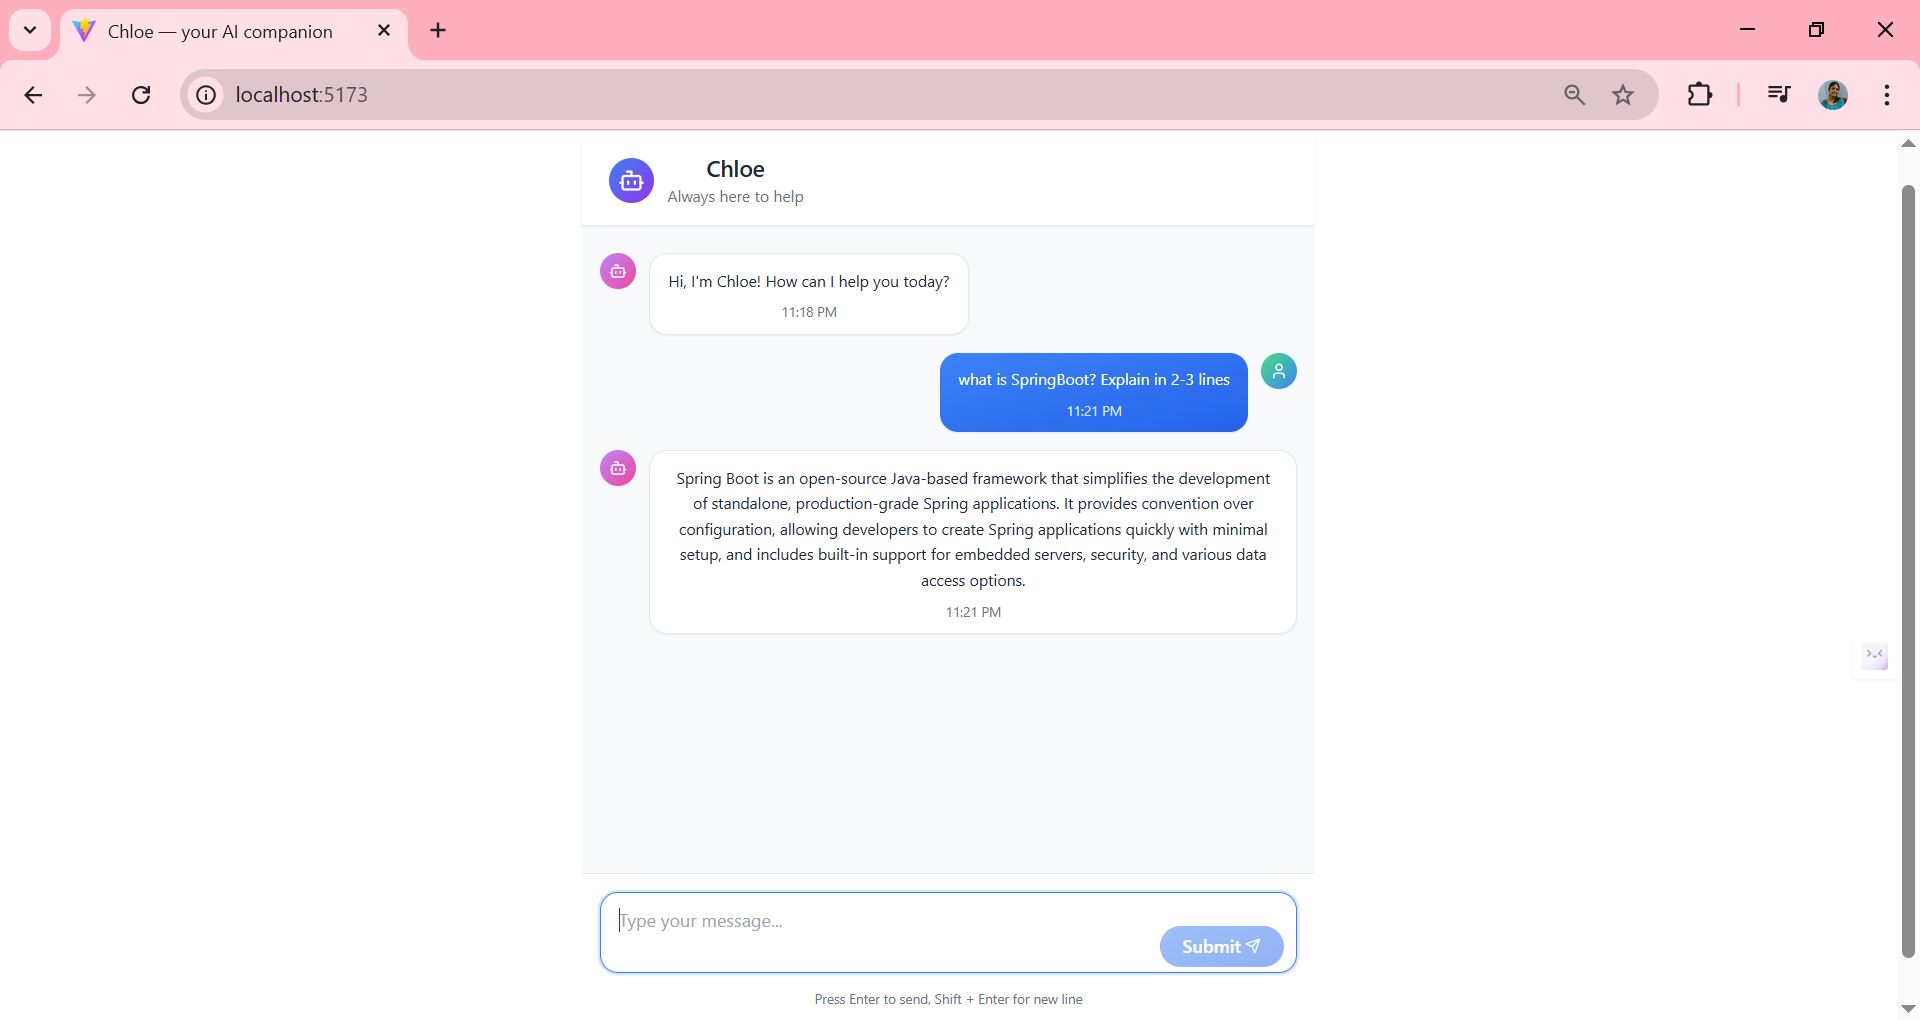 Chloe — your AI companion
localhost:5173
Chloe
Always here to help
Hi, I'm Chloe! How can I help you today?
11:18 PM
what is SpringBoot? Explain in 2-3 lines
11:21 PM
Spring Boot is an open-source Java-based framework that simplifies the development
of standalone, production-grade Spring applications. It provides convention over
configuration, allowing developers to create Spring applications quickly with minimal
setup, and includes built-in support for embedded servers, security, and various data
access options.
11:21 PM
Type your message...
Submit
Press Enter to send, Shift + Enter for new line